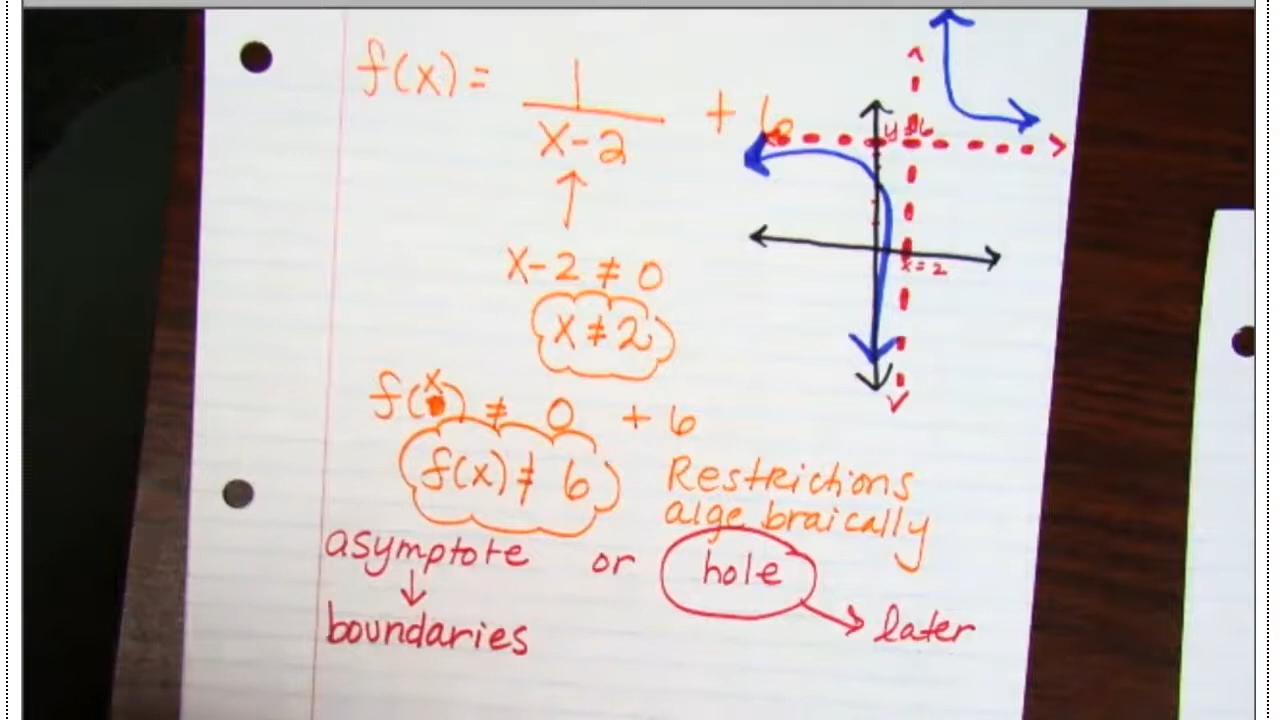 f(x) = 1 / x-2 + 6
y=6
x=2
x-2 ≠ 0
x ≠ 2
f(x) ≠ 0 + 6
f(x) ≠ 6
Restrictions
algebraically
asymptote or hole
boundaries
later